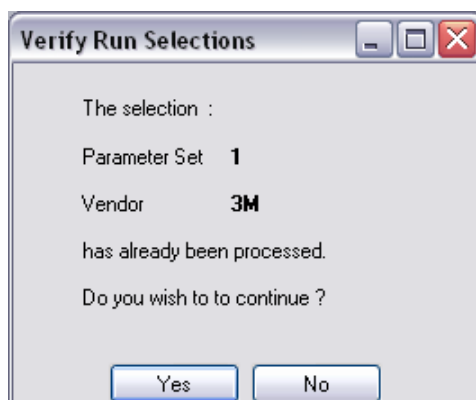 Verify Run Selections
The selection :
Parameter Set 1
Vendor 3M
has already been processed.
Do you wish to to continue ?
Yes No